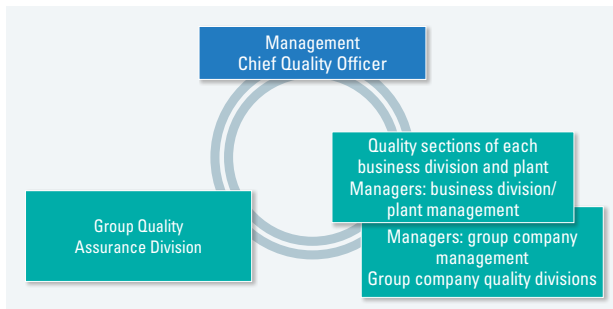 Management
Chief Quality Officer
Quality sections of each
business division and plant
Managers: business division/
plant management
Group Quality
Assurance Division
Managers: group company
management
Group company quality divisions